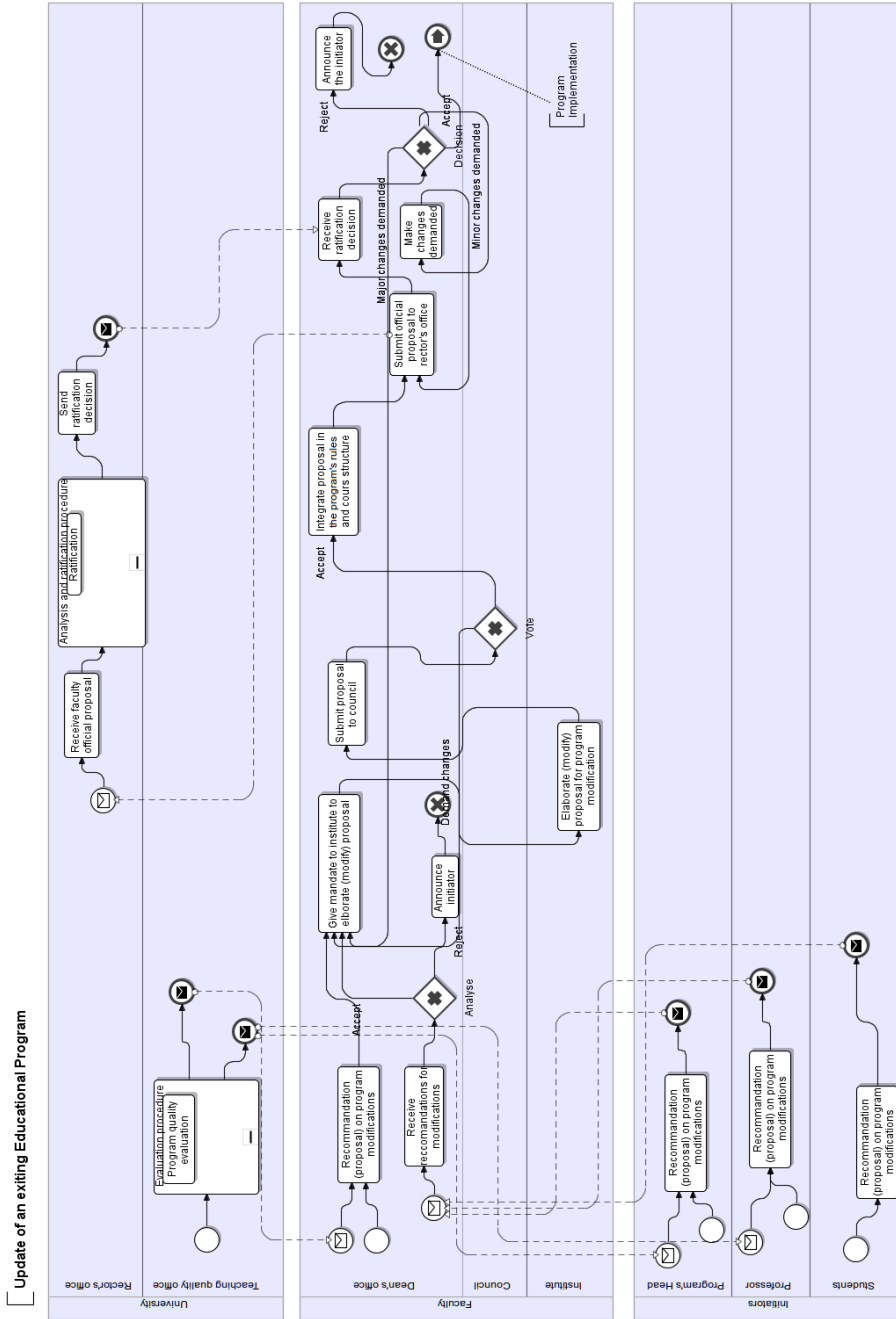 Update of an exiting Educational Program
University
Rector's office
Teaching quality office
Receive faculty
official proposal
Analysis and ratification procedure
Ratification
Send
ratification
decision
Evaluation procedure
Program quality
evaluation
Faculty
Dean's office
Council
Institute
Recommandation
(proposal) on program
modifications
Receive
reccomandations for
modifications
Accept
Analyse
Reject
Give mandate to institute to
elborate (modify) proposal
Announce
initiator
Demand changes
Elaborate (modify)
proposal for program
modification
Submit proposal
to council
Vote
Accept
Integrate proposal in
the program's rules
and cours structure
Submit official
proposal to
rector's office
Major changes demanded
Receive
ratification
decision
Make
changes
demanded
Minor changes demanded
Decision
Reject
Accept
Announce
the initiator
Program
Implementation
Initiators
Program's Head
Professor
Students
Recommandation
(proposal) on program
modifications
Recommandation
(proposal) on program
modifications
Recommandation
(proposal) on program
modifications